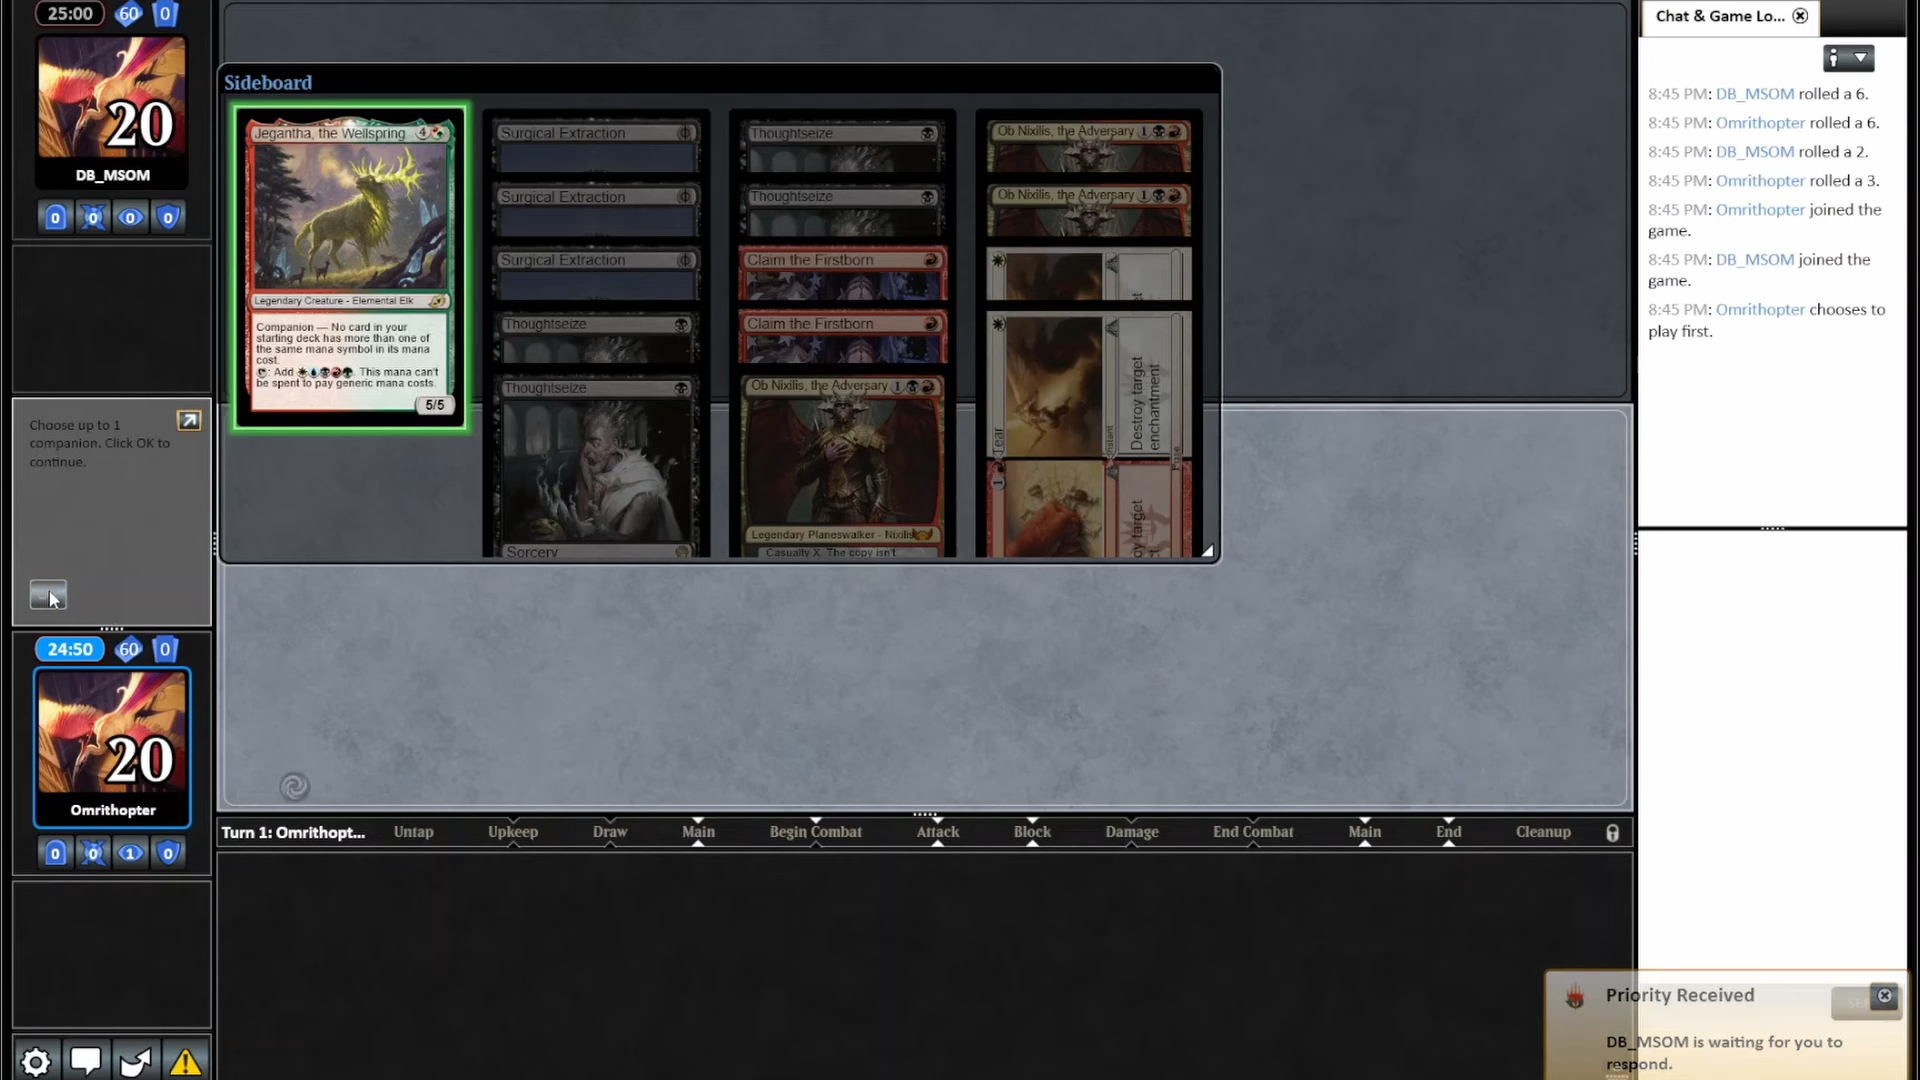 25:00
60
0
20
DB_MSOM
0
0
0
0
Choose up to 1
companion. Click OK to
continue.
24:50
60
0
20
Omrithopter
0
0
1
0
Sideboard
Jegantha, the Wellspring
4
Legendary Creature - Elemental Elk
Companion — No card in your
starting deck has more than one of
the same mana symbol in its mana
cost.
: Add . This mana can't
be spent to pay generic mana costs.
5/5
Surgical Extraction
Surgical Extraction
Surgical Extraction
Thoughtseize
Thoughtseize
Sorcery
Thoughtseize
Thoughtseize
Claim the Firstborn
Claim the Firstborn
Ob Nixilis, the Adversary
1
Legendary Planeswalker - Nixilis
Casualty X. The copy isn't
Ob Nixilis, the Adversary
1
Ob Nixilis, the Adversary
1
Tear
Destroy target
enchantment
Fuse
1
Turn 1: Omrithopt...
Untap
Upkeep
Draw
Main
Begin Combat
Attack
Block
Damage
End Combat
Main
End
Cleanup
Chat & Game Lo...
8:45 PM: DB_MSOM rolled a 6.
8:45 PM: Omrithopter rolled a 6.
8:45 PM: DB_MSOM rolled a 2.
8:45 PM: Omrithopter rolled a 3.
8:45 PM: Omrithopter joined the
game.
8:45 PM: DB_MSOM joined the
game.
8:45 PM: Omrithopter chooses to
play first.
Priority Received
DB_MSOM is waiting for you to
respond.